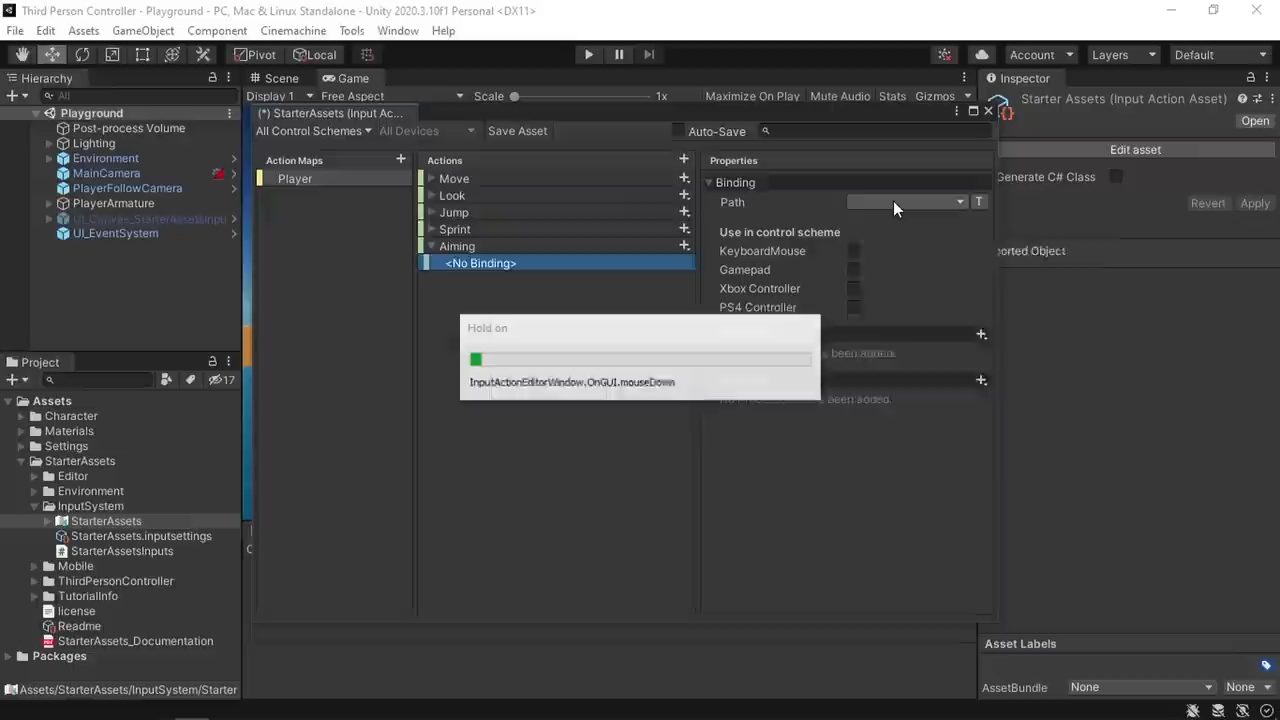 Third Person Controller - Playground - PC, Mac & Linux Standalone - Unity 2020.3.10f1 Personal <DX11>
File Edit Assets GameObject Component Cinemachine Tools Window Help
Pivot Local Account Layers Default
Hierarchy
All
Playground
Post-process Volume
Lighting
Environment
MainCamera
PlayerFollowCamera
PlayerArmature
UI_Canvas_StarterAssetsInpu
UI_EventSystem
Scene Game
Display 1 Free Aspect Scale 1x Maximize On Play Mute Audio Stats Gizmos
(*) StarterAssets (Input Ac...
All Control Schemes All Devices Save Asset Auto-Save
Action Maps
Player
Actions
Move
Look
Jump
Sprint
Aiming
<No Binding>
Properties
Binding
Path T
Use in control scheme
KeyboardMouse
Gamepad
Xbox Controller
PS4 Controller
been added.
been added.
Hold on
InputActionEditorWindow.OnGUI.mouseDown
Inspector
Starter Assets (Input Action Asset)
Open
Edit asset
Generate C# Class
Revert Apply
orted Object
Asset Labels
AssetBundle None None
Project
17
Assets
Character
Materials
Settings
StarterAssets
Editor
Environment
InputSystem
StarterAssets
StarterAssets.inputsettings
StarterAssetsInputs
Mobile
ThirdPersonController
TutorialInfo
license
Readme
StarterAssets_Documentation
Packages
Assets/StarterAssets/InputSystem/Starter